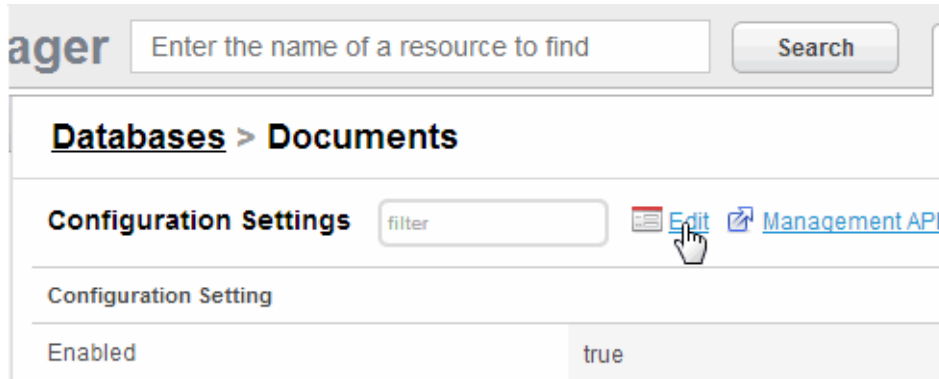 ager Enter the name of a resource to find Search
Databases > Documents
Configuration Settings filter Edit Management API
Configuration Setting
Enabled true